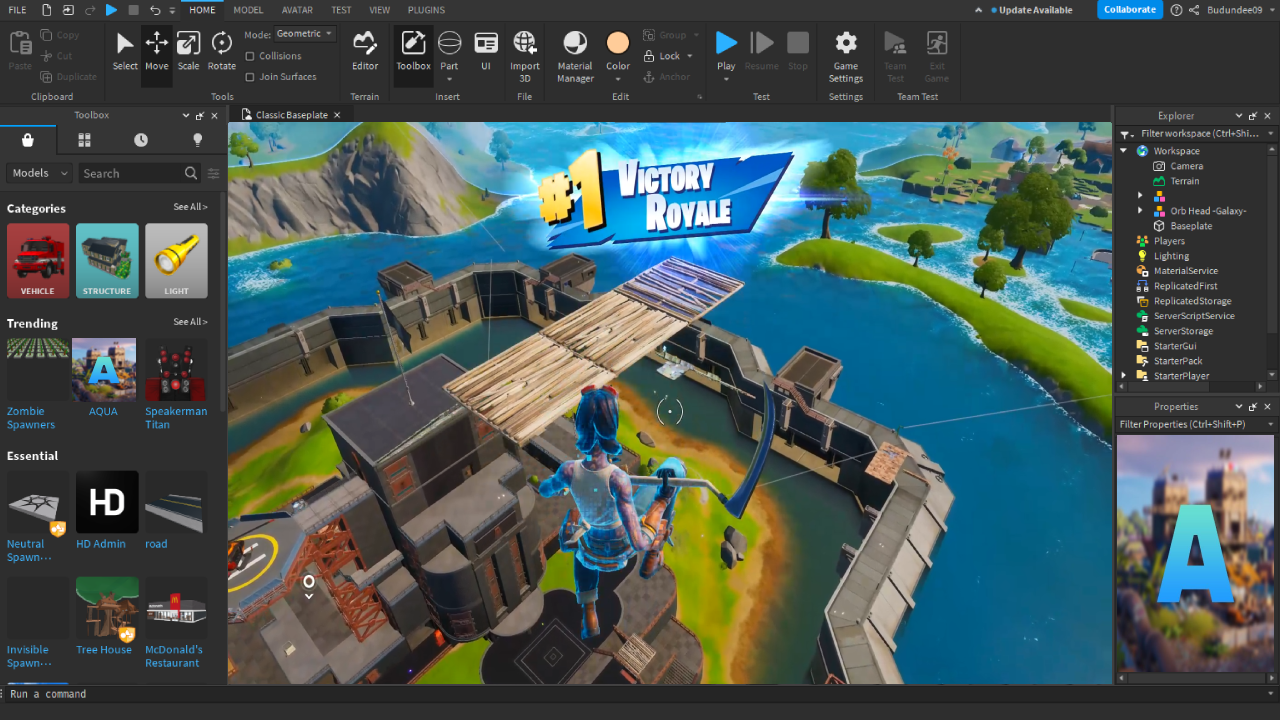 FILE HOME MODEL AVATAR TEST VIEW PLUGINS Update Available Collaborate Budundee09
Paste Copy Cut Duplicate
Clipboard
Select Move Scale Rotate Mode: Geometric
Collisions
Join Surfaces
Tools
Editor
Terrain
Toolbox Part UI
Insert
Import 3D
File
Material Manager Color Group Lock Anchor
Edit
Play Resume Stop
Test
Game Settings
Settings
Team Test Exit Game
Team Test
Toolbox
Models Search
Categories See All >
VEHICLE STRUCTURE LIGHT
Trending See All >
Zombie Spawners
A
AQUA
Speakerman Titan
Essential
Neutral Spawn...
HD
HD Admin
road
Invisible Spawn...
Tree House
McDonald's Restaurant
Classic Baseplate
#1 VICTORY
ROYALE
Explorer
Filter workspace (Ctrl+Shi...
Workspace
Camera
Terrain
Orb Head -Galaxy-
Baseplate
Players
Lighting
MaterialService
ReplicatedFirst
ReplicatedStorage
ServerScriptService
ServerStorage
StarterGui
StarterPack
StarterPlayer
Properties
Filter Properties (Ctrl+Shift+P)
A
Run a command